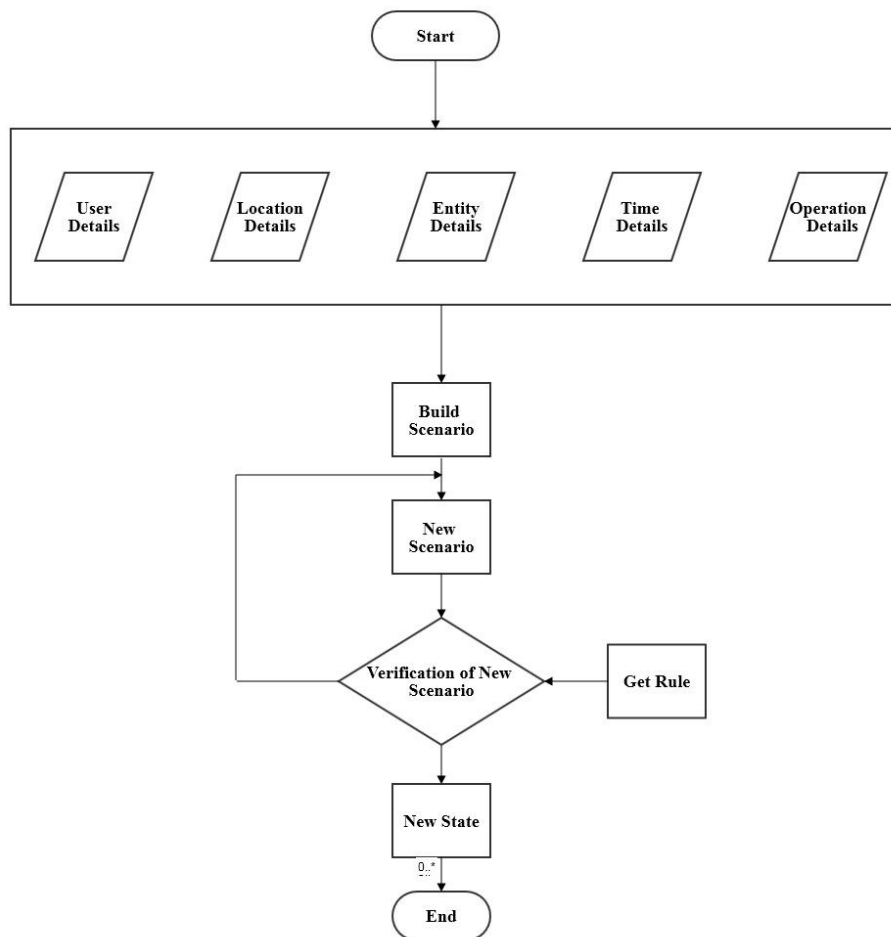 Start
User
Details
Location
Details
Entity
Details
Time
Details
Operation
Details
Build
Scenario
New
Scenario
Verification of New
Scenario
Get Rule
New State
0..*
End